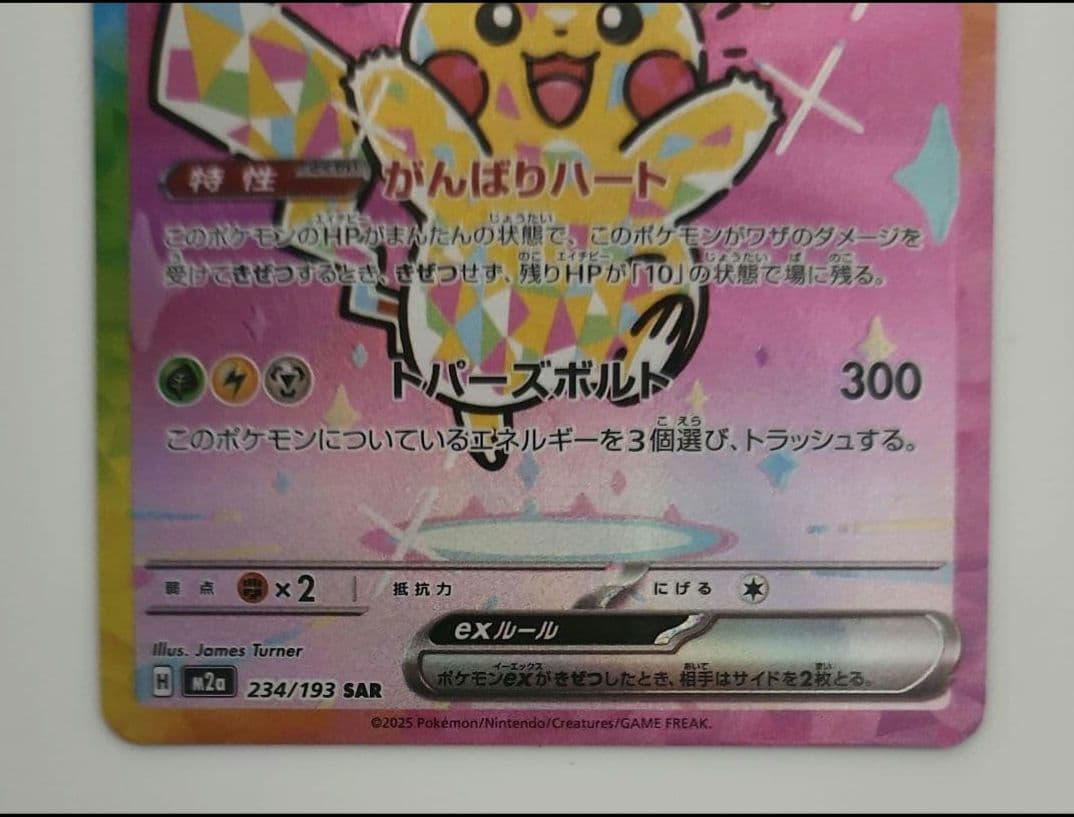 特性 がんばりハート
このポケモンのHPがまんたんの状態で、このポケモンがワザのダメージを
受けてきぜつするとき、きぜつせず、残りHPが「10」の状態で場に残る。
トパーズボルト 300
このポケモンについているエネルギーを3個選び、トラッシュする。
弱点 ×2 抵抗力 にげる
exルール
ポケモンexがきぜつしたとき、相手はサイドを2枚とる。
Illus. James Turner
H M2a 234/193 SAR
©2025 Pokémon/Nintendo/Creatures/GAME FREAK.